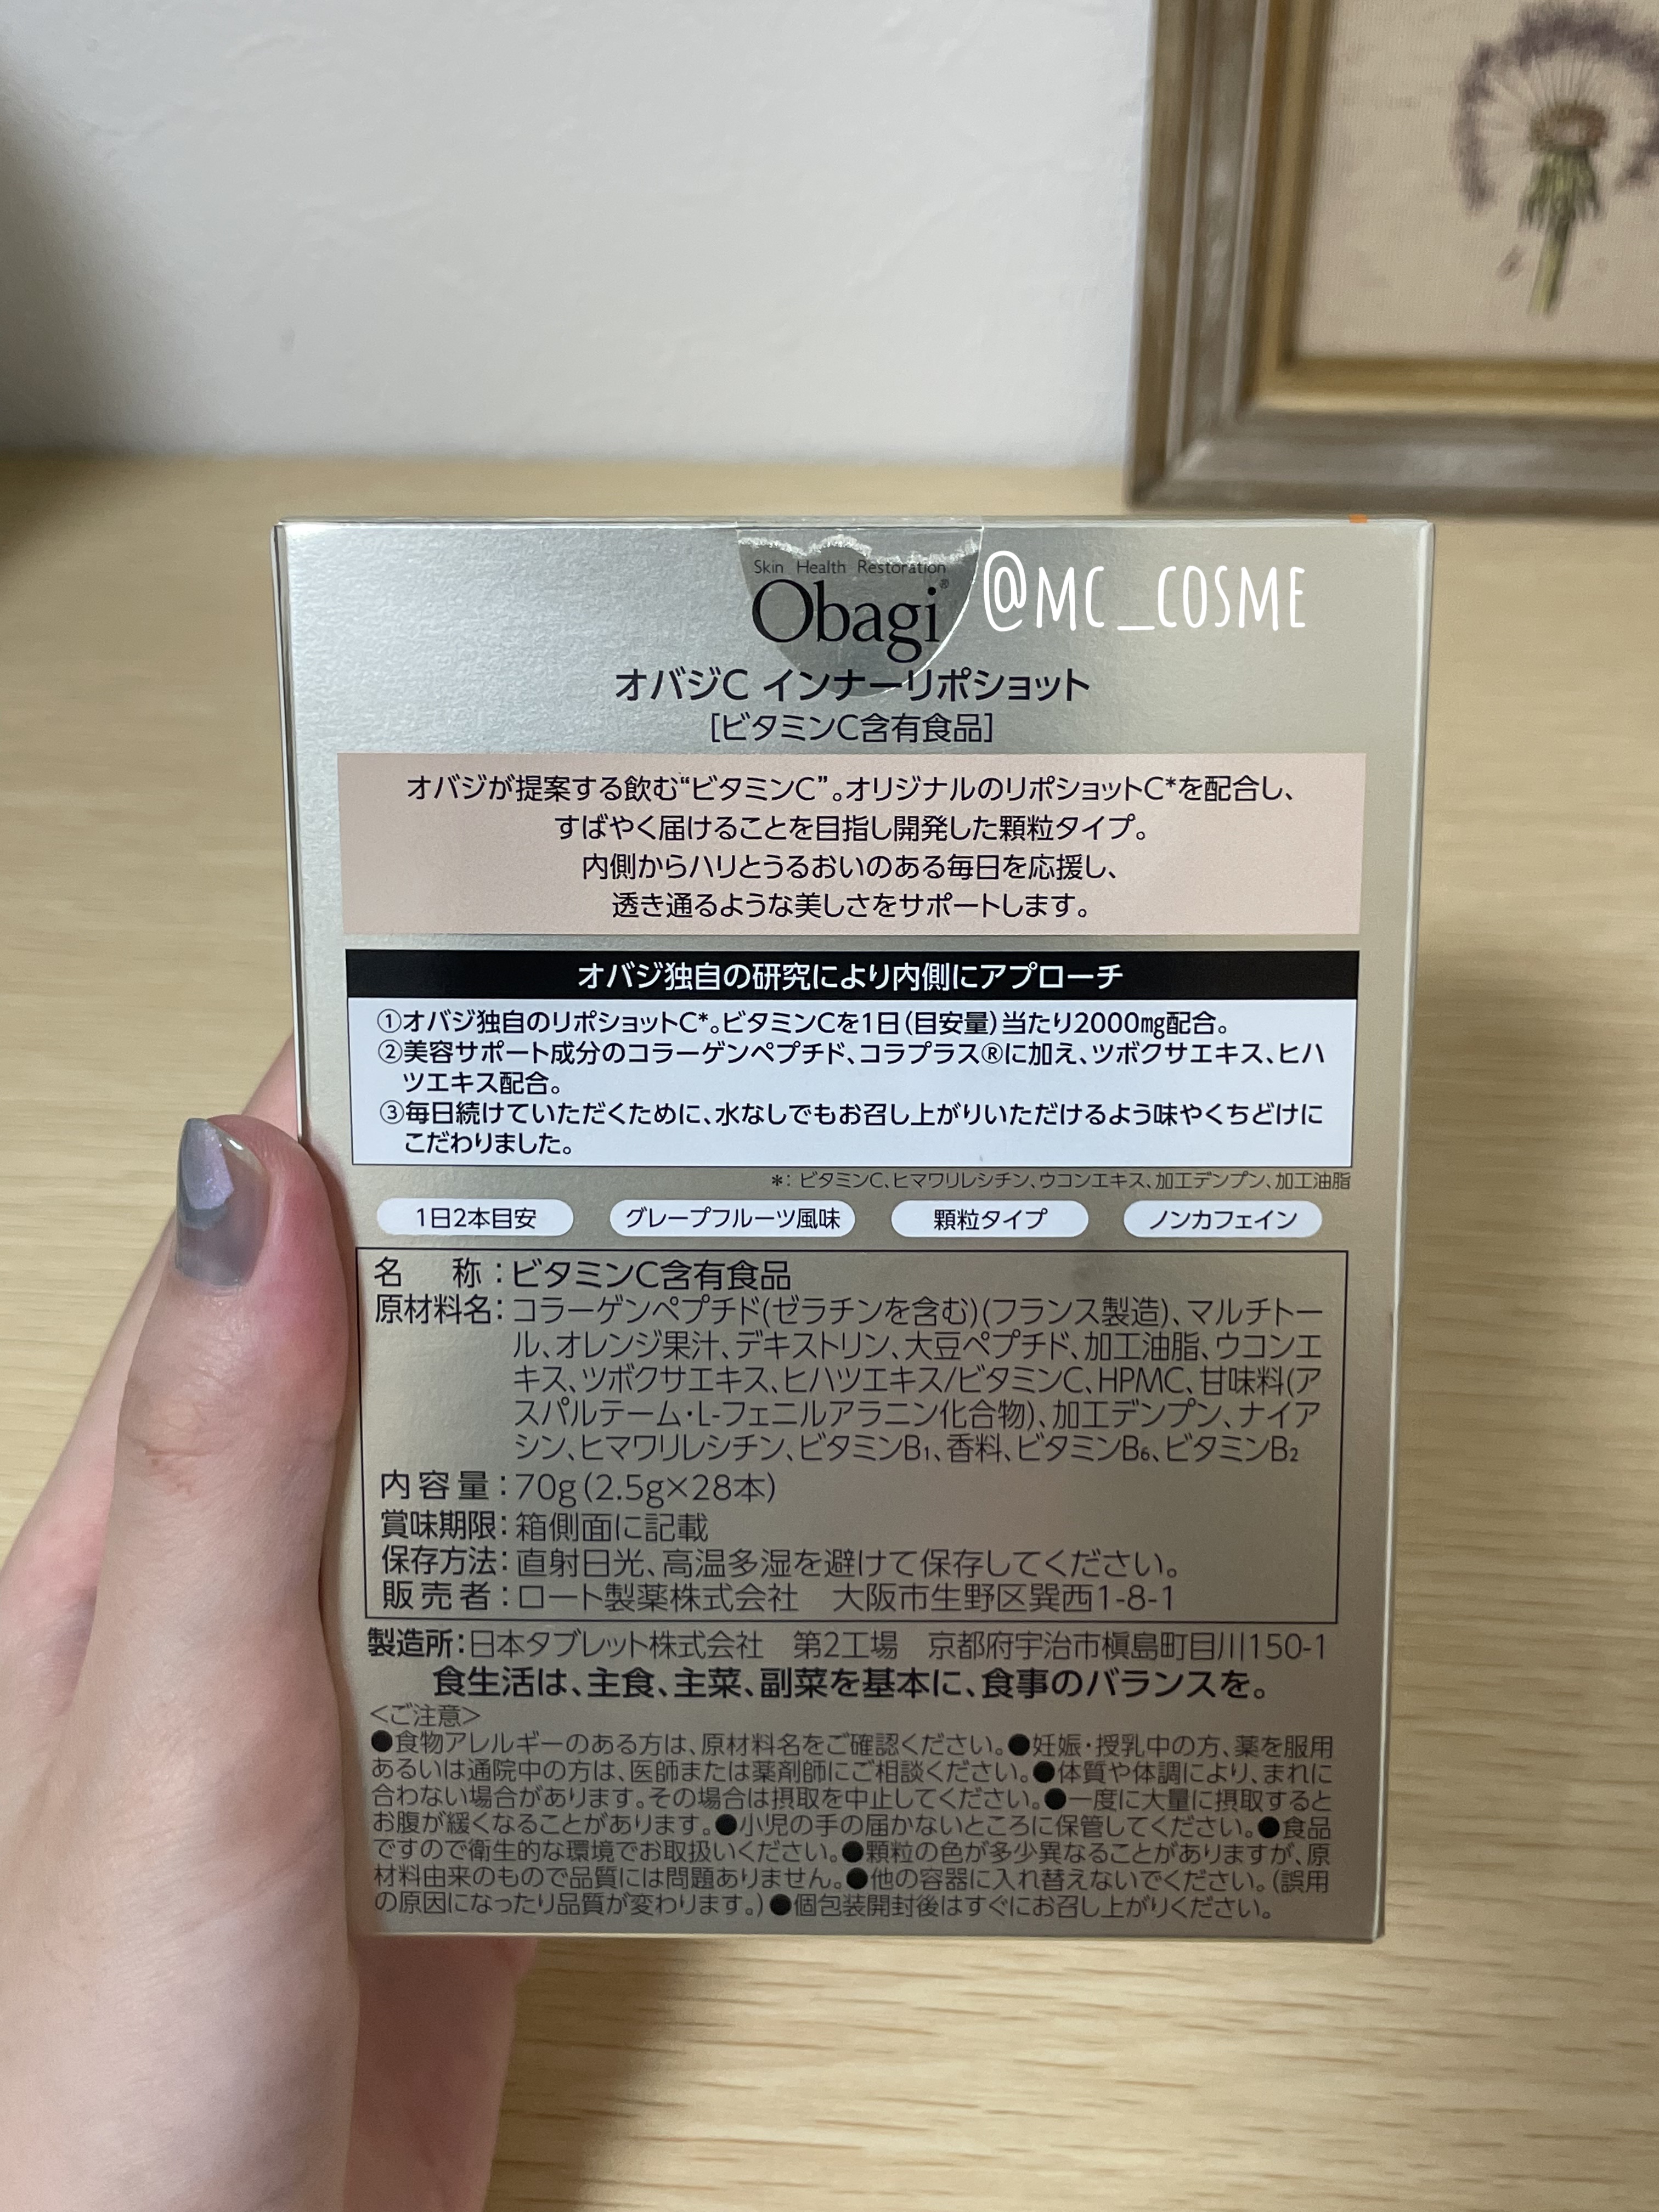 Skin Health Restoration
Obagi®
@MC_COSME
オバジC インナーリポショット
[ビタミンC含有食品]
オバジが提案する飲む“ビタミンC”。オリジナルのリポショットC*を配合し、
すばやく届けることを目指し開発した顆粒タイプ。
内側からハリとうるおいのある毎日を応援し、
透き通るような美しさをサポートします。
オバジ独自の研究により内側にアプローチ
①オバジ独自のリポショットC*。ビタミンCを1日(目安量)当たり2000㎎配合。
②美容サポート成分のコラーゲンペプチド、コラプラス®に加え、ツボクサエキス、ヒハ
ツエキス配合。
③毎日続けていただくために、水なしでもお召し上がりいただけるよう味やくちどけに
こだわりました。
*: ビタミンC、ヒマワリレシチン、ウコンエキス、加工デンプン、加工油脂
1日2本目安 グレープフルーツ風味 顆粒タイプ ノンカフェイン
名 称:ビタミンC含有食品
原材料名:コラーゲンペプチド(ゼラチンを含む)(フランス製造)、マルチトー
ル、オレンジ果汁、デキストリン、大豆ペプチド、加工油脂、ウコンエ
キス、ツボクサエキス、ヒハツエキス/ビタミンC、HPMC、甘味料(ア
スパルテーム・L-フェニルアラニン化合物)、加工デンプン、ナイア
シン、ヒマワリレシチン、ビタミンB₁、香料、ビタミンB₆、ビタミンB₂
内容量:70g(2.5g×28本)
賞味期限:箱側面に記載
保存方法:直射日光、高温多湿を避けて保存してください。
販売者:ロート製薬株式会社 大阪市生野区巽西1-8-1
製造所:日本タブレット株式会社 第2工場 京都府宇治市槇島町目川150-1
食生活は、主食、主菜、副菜を基本に、食事のバランスを。
<ご注意>
●食物アレルギーのある方は、原材料名をご確認ください。●妊娠・授乳中の方、薬を服用
あるいは通院中の方は、医師または薬剤師にご相談ください。●体質や体調により、まれに
合わない場合があります。その場合は摂取を中止してください。●一度に大量に摂取すると
お腹が緩くなることがあります。●小児の手の届かないところに保管してください。●食品
ですので衛生的な環境でお取扱いください。●顆粒の色が多少異なることがありますが、原
材料由来のもので品質には問題ありません。●他の容器に入れ替えないでください。(誤用
の原因になったり品質が変わります。)●個包装開封後はすぐにお召し上がりください。